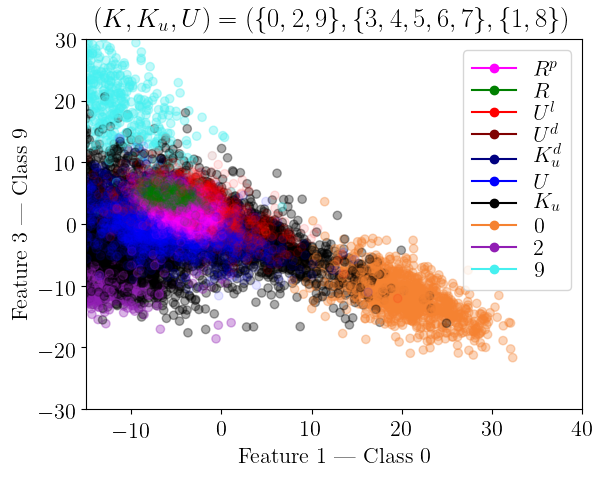 (K, K_u, U) = ({0, 2, 9}, {3, 4, 5, 6, 7}, {1, 8})
30
20
10
0
−10
−20
−30
Feature 3 — Class 9
R^p
R
U^l
U^d
K_u^d
U
K_u
0
2
9
−10 0 10 20 30 40
Feature 1 — Class 0